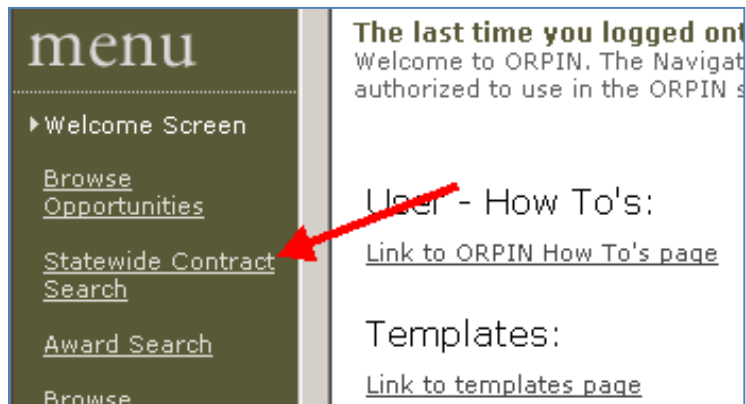 menu
Welcome Screen
Browse
Opportunities
Statewide Contract
Search
Award Search
Browse
The last time you logged ont
Welcome to ORPIN. The Navigat
authorized to use in the ORPIN s
User - How To's:
Link to ORPIN How To's page
Templates:
Link to templates page